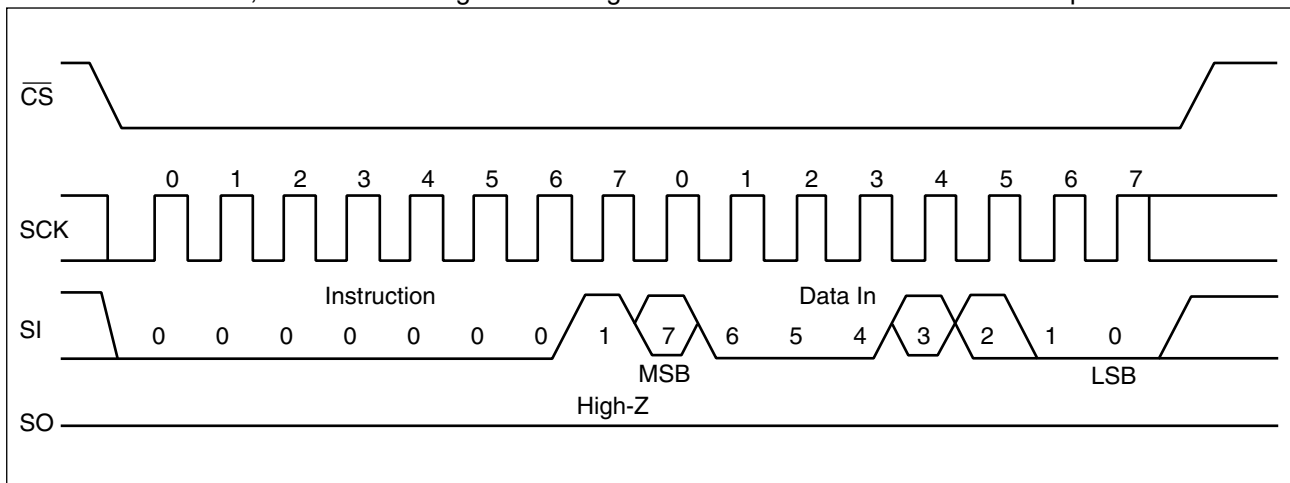 CS
0 1 2 3 4 5 6 7 0 1 2 3 4 5 6 7
SCK
Instruction Data In
SI 0 0 0 0 0 0 0 1 7 6 5 4 3 2 1 0
MSB LSB
High-Z
SO